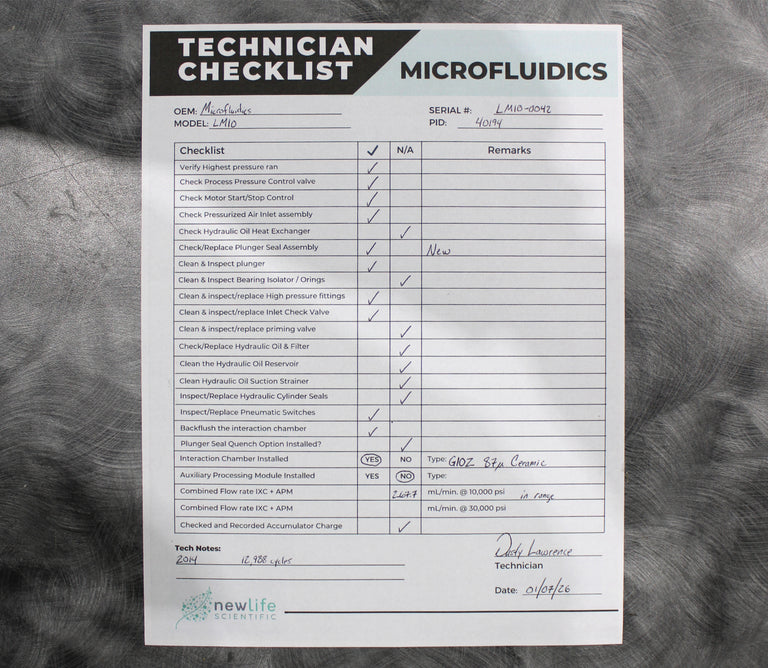 TECHNICIAN
CHECKLIST
MICROFLUIDICS
OEM: Microfluidics
SERIAL #: LM10-0042
MODEL: LM10
PID: 40194
Checklist ✓ N/A Remarks
Verify Highest pressure ran ✓
Check Process Pressure Control valve ✓
Check Motor Start/Stop Control ✓
Check Pressurized Air Inlet assembly ✓
Check Hydraulic Oil Heat Exchanger ✓
Check/Replace Plunger Seal Assembly ✓ New
Clean & Inspect plunger ✓
Clean & Inspect Bearing Isolator / Orings ✓
Clean & inspect/replace High pressure fittings ✓
Clean & inspect/replace Inlet Check Valve ✓
Clean & inspect/replace priming valve ✓
Check/Replace Hydraulic Oil & Filter ✓
Clean the Hydraulic Oil Reservoir ✓
Clean Hydraulic Oil Suction Strainer ✓
Inspect/Replace Hydraulic Cylinder Seals ✓
Inspect/Replace Pneumatic Switches ✓
Backflush the interaction chamber ✓
Plunger Seal Quench Option Installed? ✓
Interaction Chamber Installed YES NO Type: G10Z 87µ Ceramic
Auxiliary Processing Module Installed YES NO Type:
Combined Flow rate IXC + APM 267.7 mL/min. @ 10,000 psi in range
Combined Flow rate IXC + APM mL/min. @ 30,000 psi
Checked and Recorded Accumulator Charge ✓
Tech Notes:
2014 12,988 cycles
Dusty Lawrence
Technician
Date: 01/07/26
newlife
SCIENTIFIC